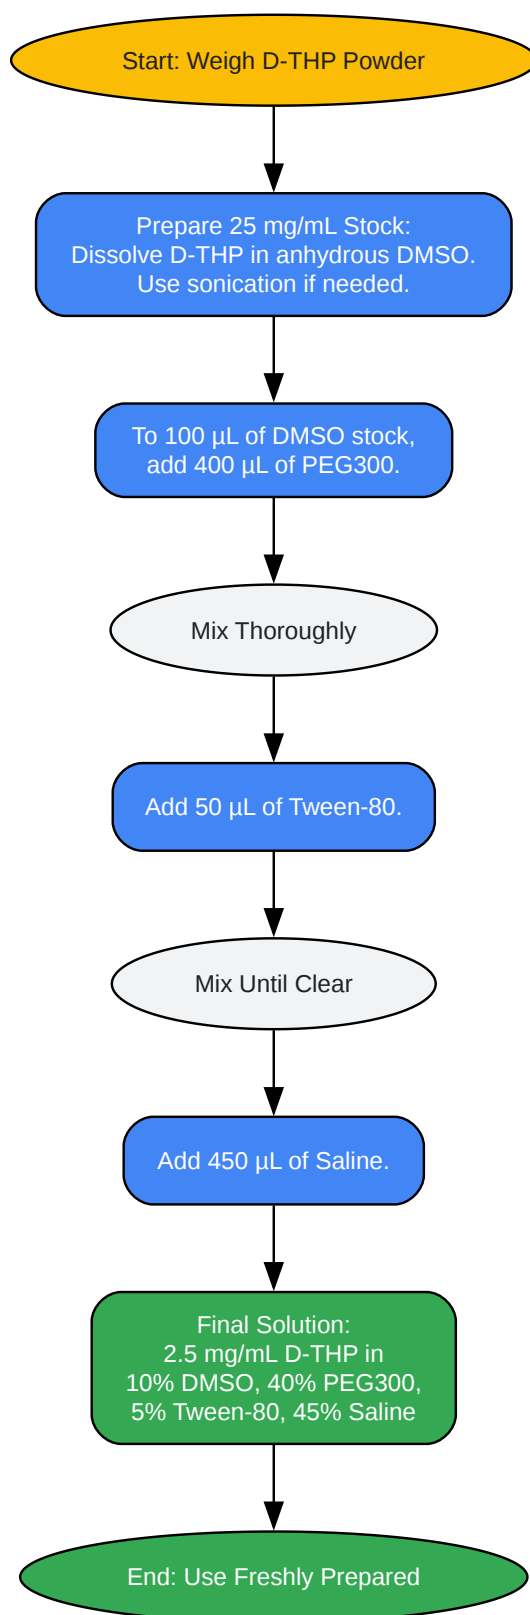 Start: Weigh D-THP Powder
Prepare 25 mg/mL Stock:
Dissolve D-THP in anhydrous DMSO.
Use sonication if needed.
To 100 µL of DMSO stock,
add 400 µL of PEG300.
Mix Thoroughly
Add 50 µL of Tween-80.
Mix Until Clear
Add 450 µL of Saline.
Final Solution:
2.5 mg/mL D-THP in
10% DMSO, 40% PEG300,
5% Tween-80, 45% Saline
End: Use Freshly Prepared